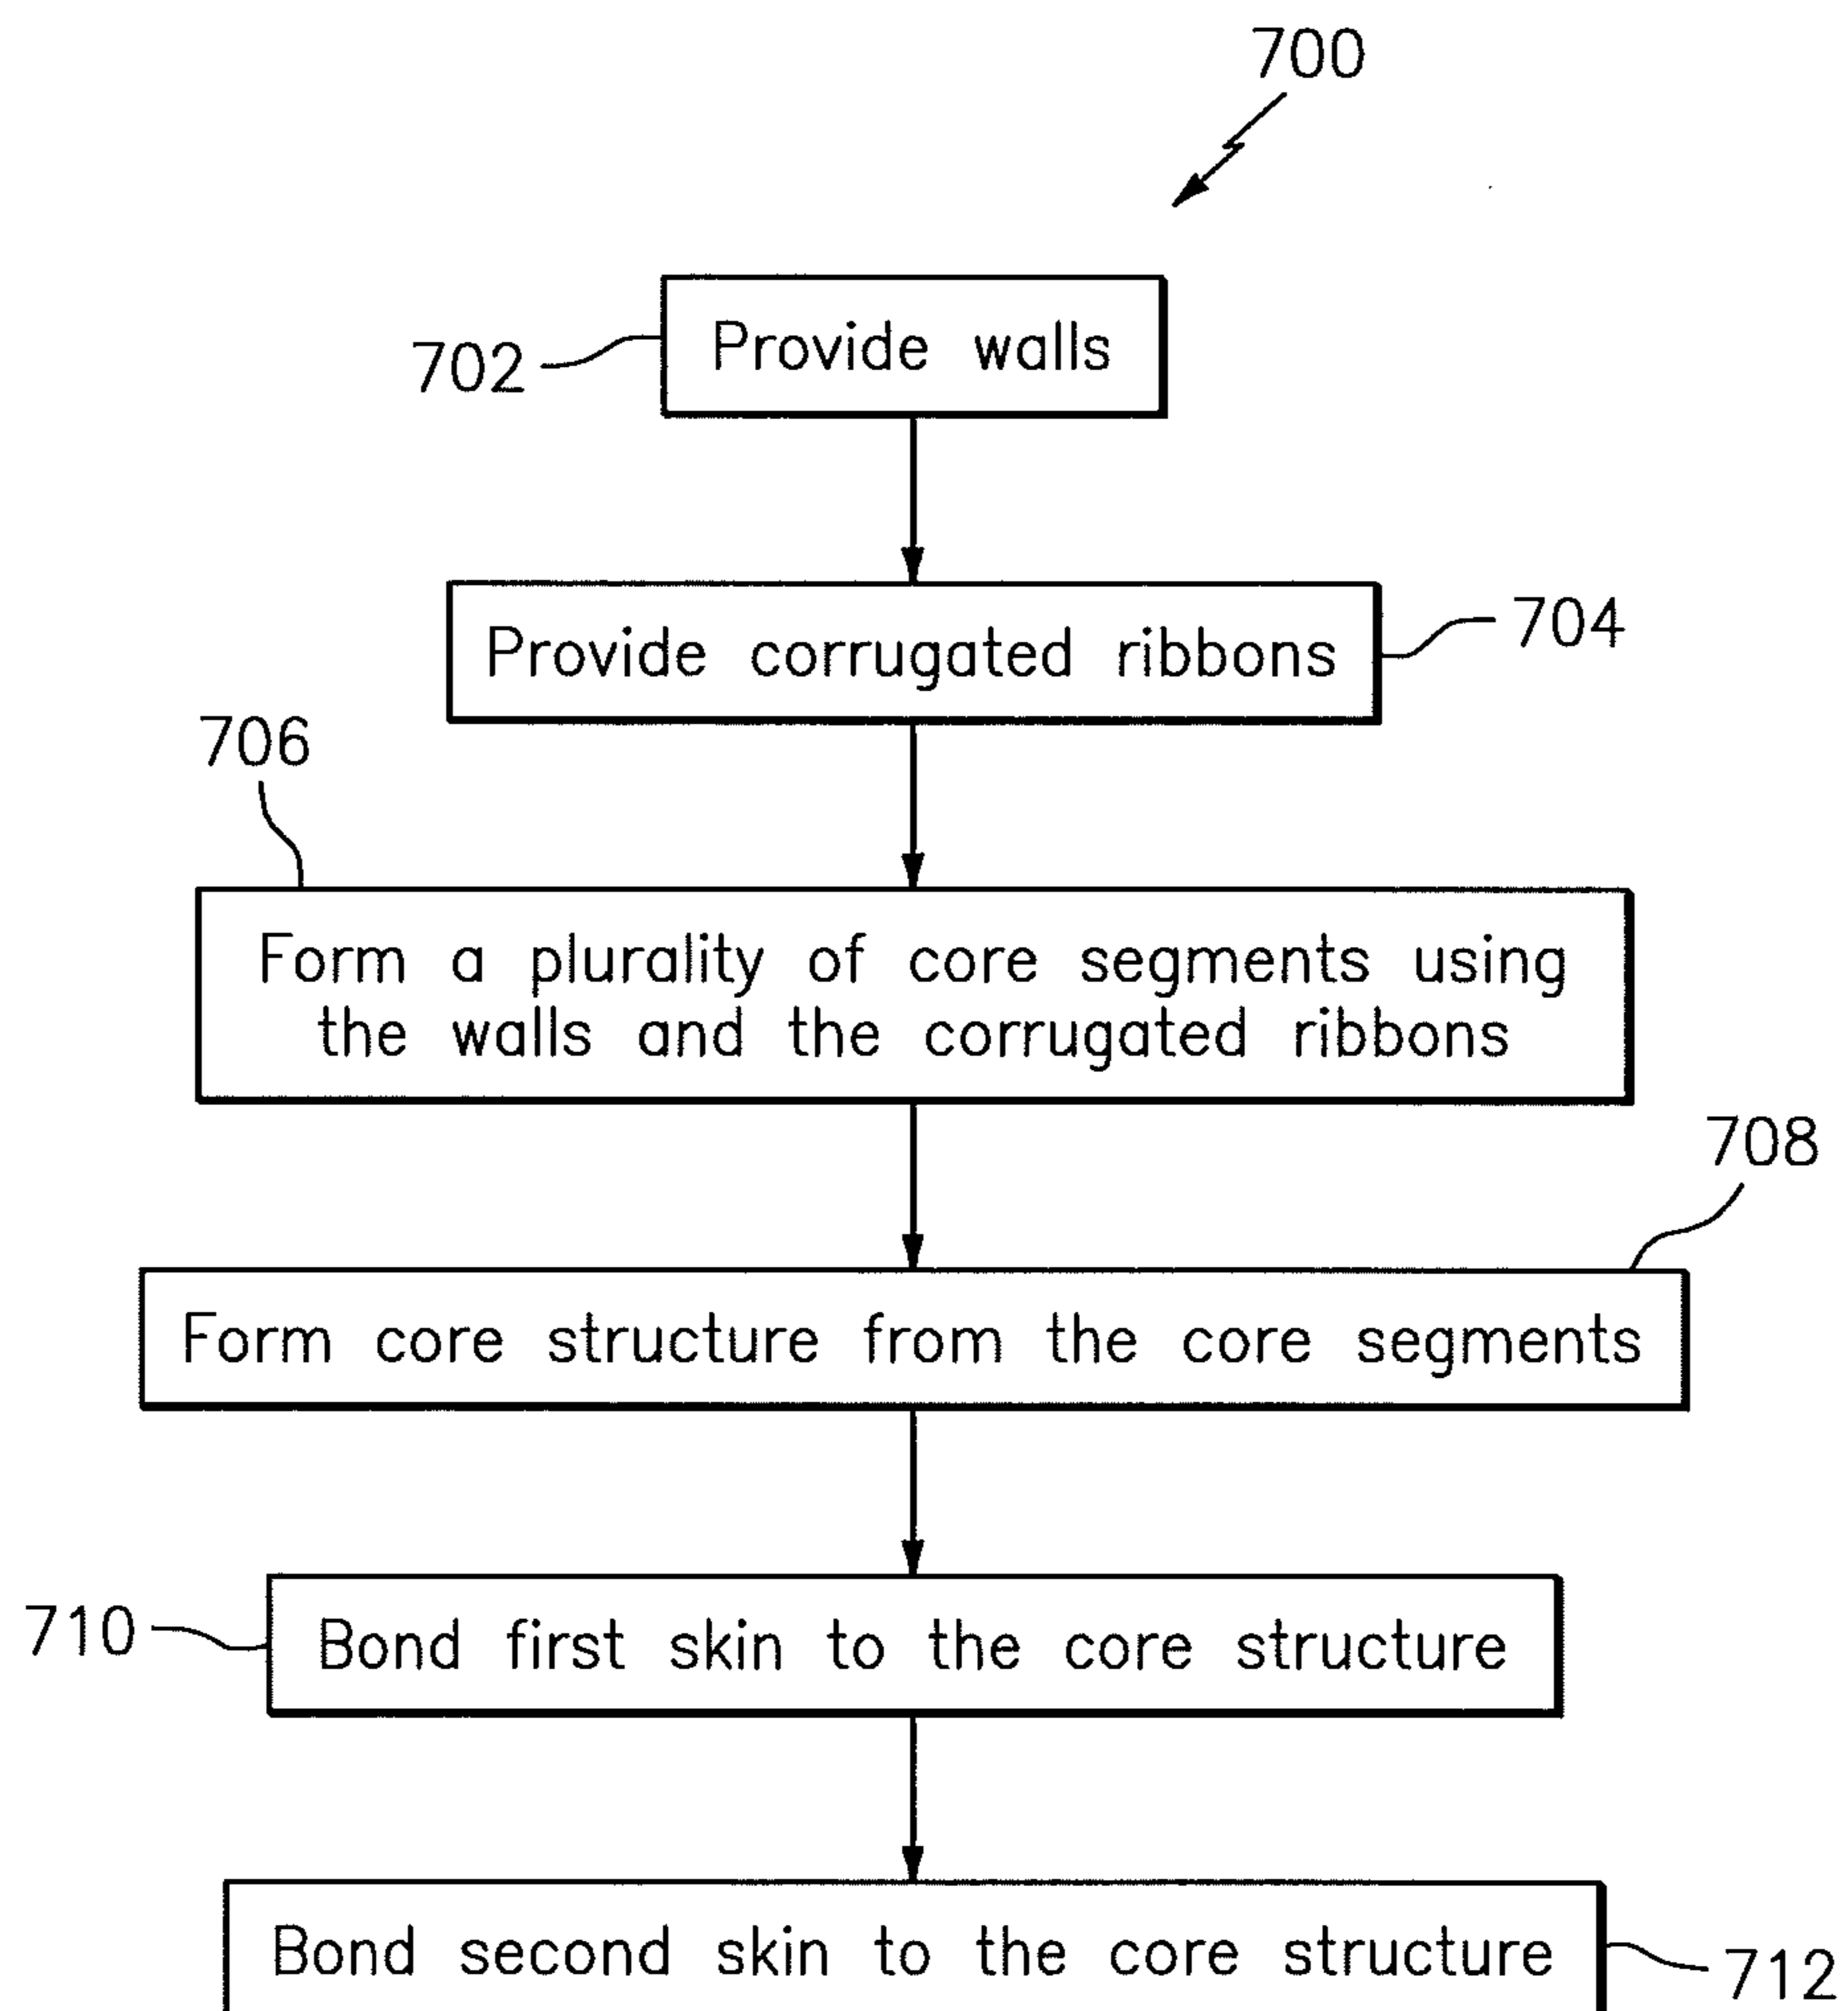 700
702
Provide walls
Provide corrugated ribbons
704
706
Form a plurality of core segments using
the walls and the corrugated ribbons
708
Form core structure from the core segments
710
Bond first skin to the core structure
Bond second skin to the core structure
712